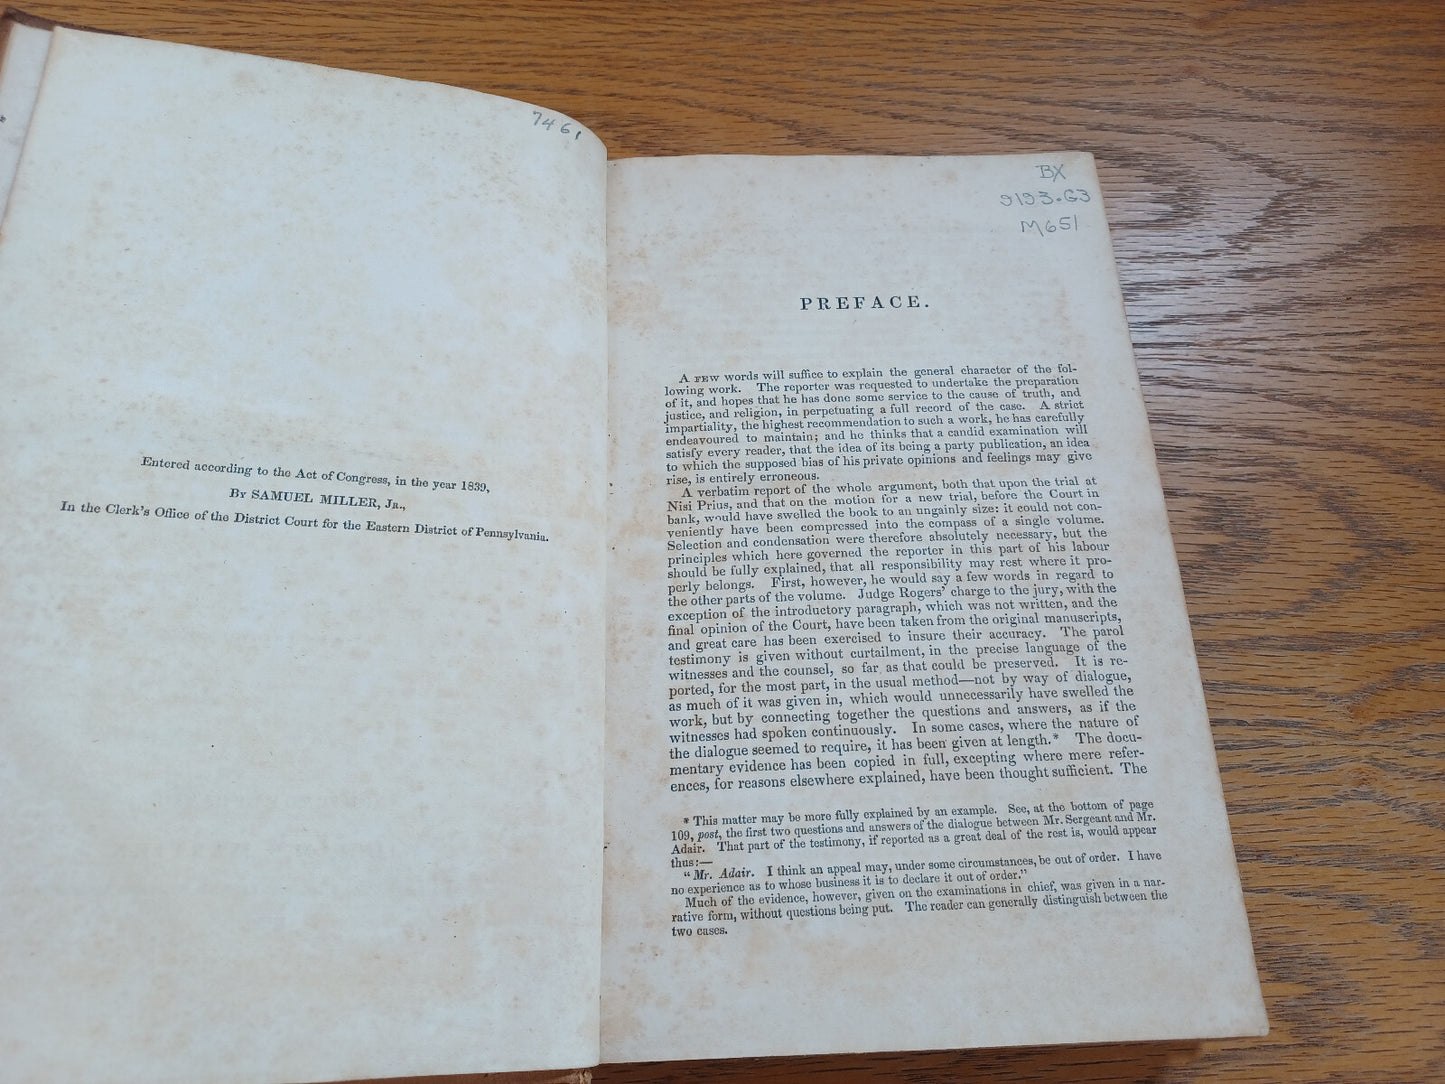 7461
Entered according to the Act of Congress, in the year 1839,
By SAMUEL MILLER, Jr.,
In the Clerk's Office of the District Court for the Eastern District of Pennsylvania.
BX
9193.G3
M651
PREFACE.
A FEW words will suffice to explain the general character of the fol-
lowing work. The reporter was requested to undertake the preparation
of it, and hopes that he has done some service to the cause of truth, and
justice, and religion, in perpetuating a full record of the case. A strict
impartiality, the highest recommendation to such a work, he has carefully
endeavoured to maintain; and he thinks that a candid examination will
satisfy every reader, that the idea of its being a party publication, an idea
to which the supposed bias of his private opinions and feelings may give
rise, is entirely erroneous.
A verbatim report of the whole argument, both that upon the trial at
Nisi Prius, and that on the motion for a new trial, before the Court in
bank, would have swelled the book to an ungainly size: it could not con-
veniently have been compressed into the compass of a single volume.
Selection and condensation were therefore absolutely necessary, but the
principles which here governed the reporter in this part of his labour
should be fully explained, that all responsibility may rest where it pro-
perly belongs. First, however, he would say a few words in regard to
the other parts of the volume. Judge Rogers' charge to the jury, with the
exception of the introductory paragraph, which was not written, and the
final opinion of the Court, have been taken from the original manuscripts,
and great care has been exercised to insure their accuracy. The parol
testimony is given without curtailment, in the precise language of the
witnesses and the counsel, so far as that could be preserved. It is re-
ported, for the most part, in the usual method—not by way of dialogue,
as much of it was given in, which would unnecessarily have swelled the
work, but by connecting together the questions and answers, as if the
witnesses had spoken continuously. In some cases, where the nature of
the dialogue seemed to require, it has been given at length.* The docu-
mentary evidence has been copied in full, excepting where mere refer-
ences, for reasons elsewhere explained, have been thought sufficient. The
* This matter may be more fully explained by an example. See, at the bottom of page
109, post, the first two questions and answers of the dialogue between Mr. Sergeant and Mr.
Adair. That part of the testimony, if reported as a great deal of the rest is, would appear
thus:—
"Mr. Adair. I think an appeal may, under some circumstances, be out of order. I have
no experience as to whose business it is to declare it out of order."
Much of the evidence, however, given on the examinations in chief, was given in a nar-
rative form, without questions being put. The reader can generally distinguish between the
two cases.